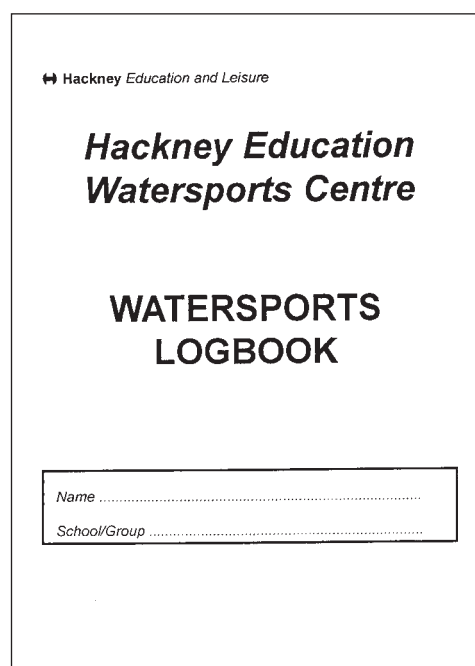 Hackney Education and Leisure
Hackney Education
Watersports Centre
WATERSPORTS
LOGBOOK
Name ................................................................................
School/Group ....................................................................